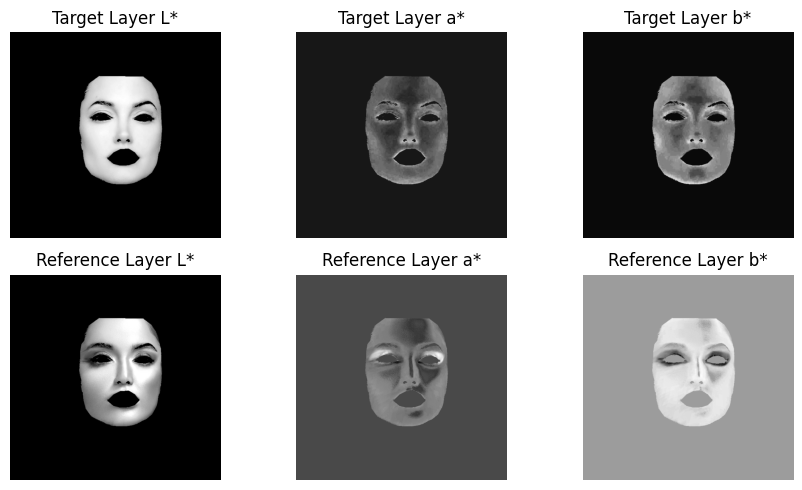 Target Layer L*
Target Layer a*
Target Layer b*
Reference Layer L*
Reference Layer a*
Reference Layer b*